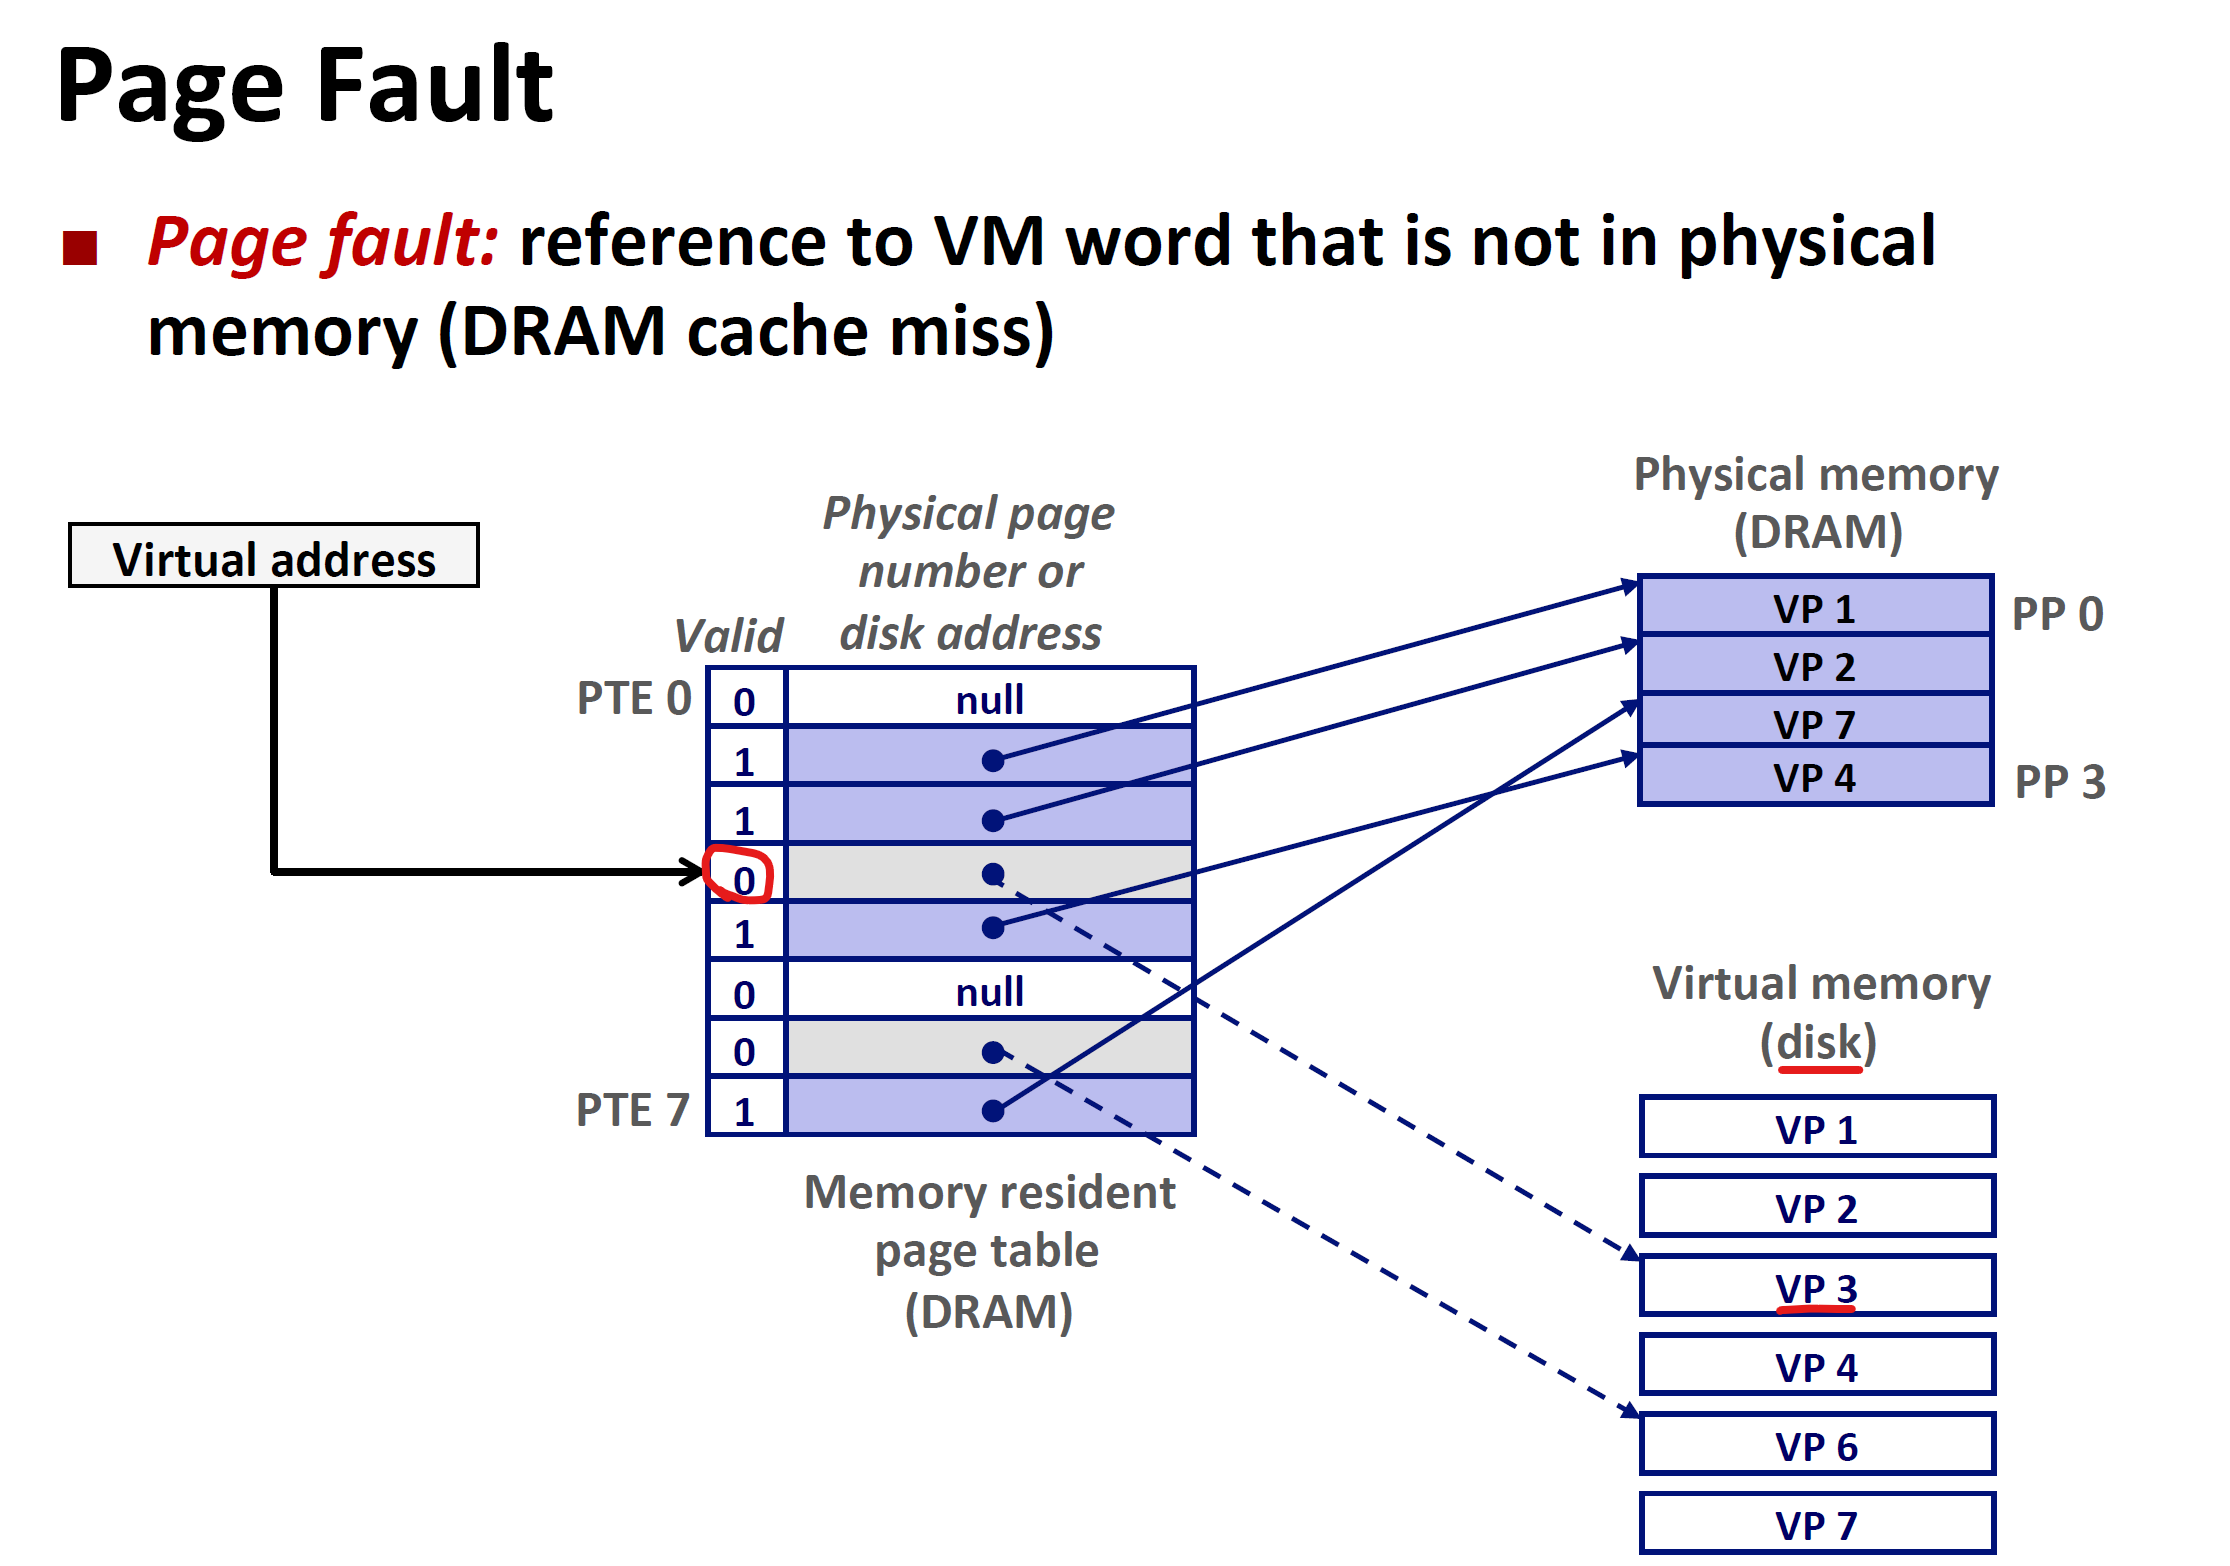 Page Fault
Page fault: reference to VM word that is not in physical
memory (DRAM cache miss)
Virtual address
Physical page
number or
disk address
Valid
PTE 0
0
null
1
1
0
1
0
null
0
PTE 7
1
Memory resident
page table
(DRAM)
Physical memory
(DRAM)
VP 1
PP 0
VP 2
VP 7
VP 4
PP 3
Virtual memory
(disk)
VP 1
VP 2
VP 3
VP 4
VP 6
VP 7